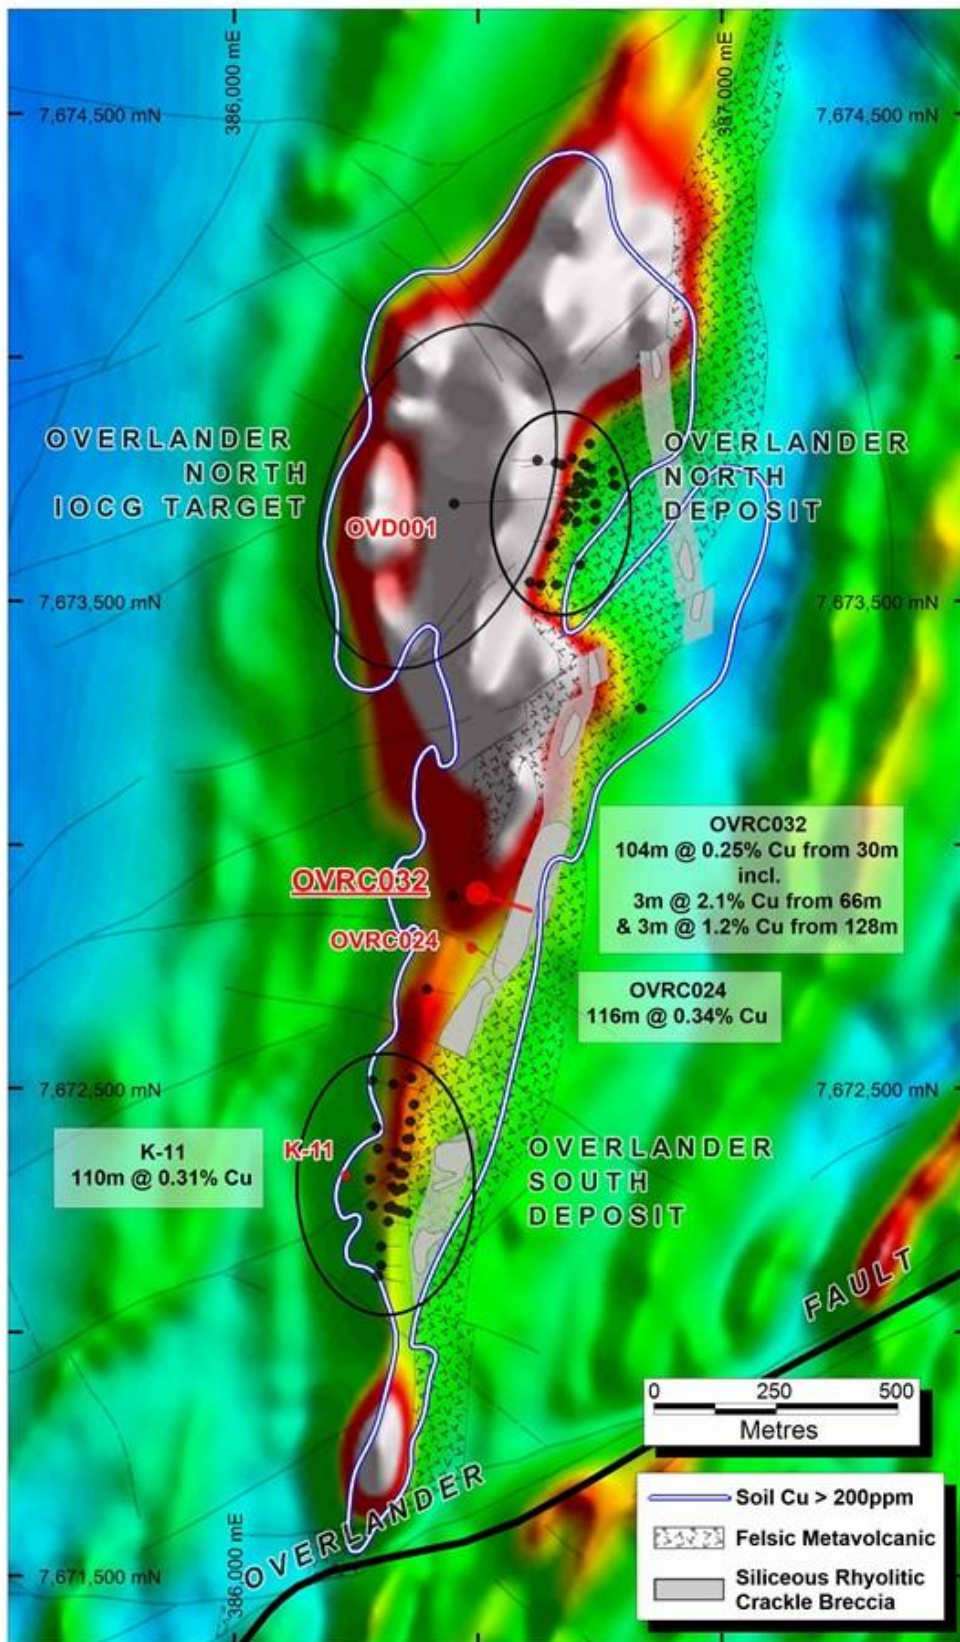 386,000 mE
387,000 mE
7,674,500 mN
7,674,500 mN
OVERLANDER
NORTH
IOCG TARGET
OVERLANDER
NORTH
DEPOSIT
OVD001
7,673,500 mN
7,673,500 mN
OVRC032
104m @ 0.25% Cu from 30m
incl.
3m @ 2.1% Cu from 66m
& 3m @ 1.2% Cu from 128m
OVRC032
OVRC024
OVRC024
116m @ 0.34% Cu
7,672,500 mN
7,672,500 mN
K-11
110m @ 0.31% Cu
K-11
OVERLANDER
SOUTH
DEPOSIT
OVERLANDER FAULT
0 250 500
Metres
Soil Cu > 200ppm
Felsic Metavolcanic
Siliceous Rhyolitic
Crackle Breccia
7,671,500 mN
386,000 mE